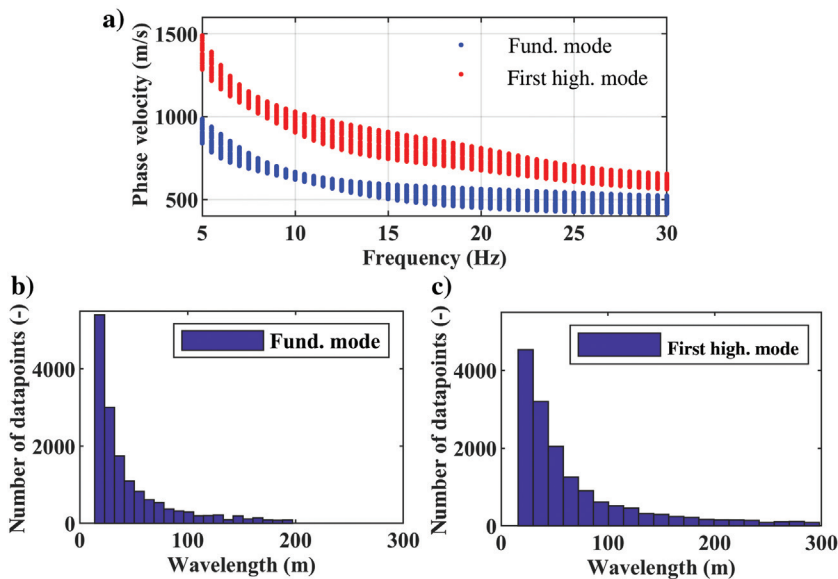 a)
1500
1000
500
Phase velocity (m/s)
Fund. mode
First high. mode
5 10 15 20 25 30
Frequency (Hz)
b)
4000
2000
0
Number of datapoints (-)
Fund. mode
0 100 200 300
Wavelength (m)
c)
4000
2000
0
Number of datapoints (-)
First high. mode
0 100 200 300
Wavelength (m)